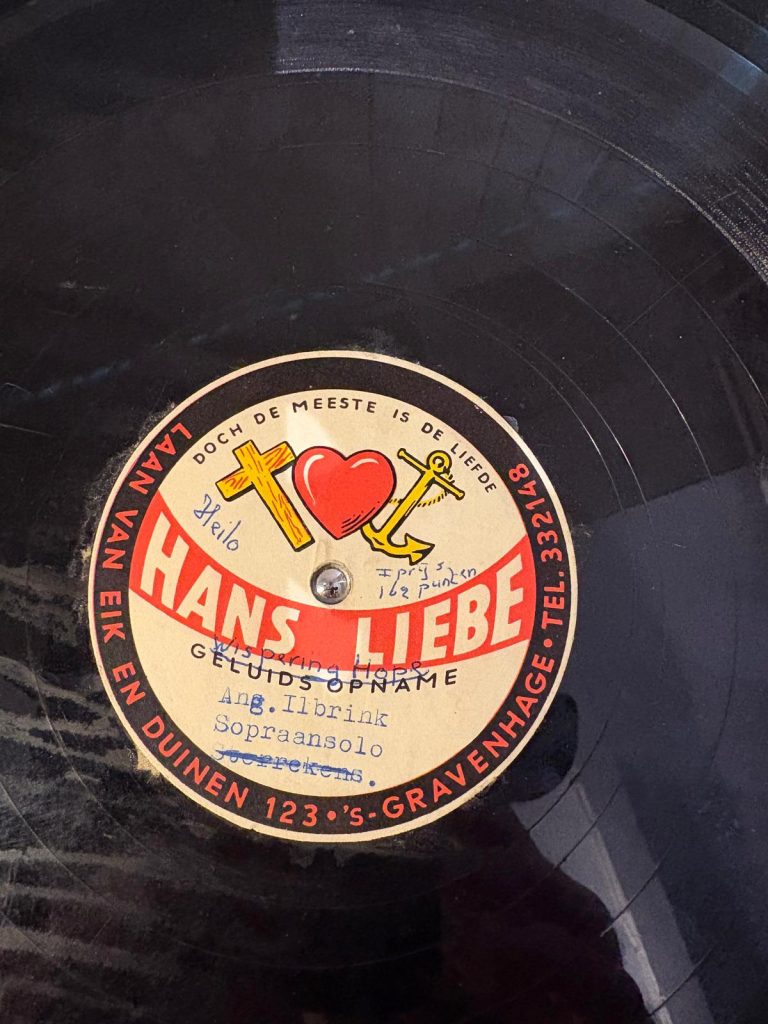 DOCH DE MEESTE IS DE LIEFDE
Heilo
I prijs
162 punten
HANS LIEBE
Wispering Hope
GELUIDS OPNAME
Ang. Ilbrink
Sopraansolo
LAAN VAN EIK EN DUINEN 123 • 's-GRAVENHAGE • TEL. 332148